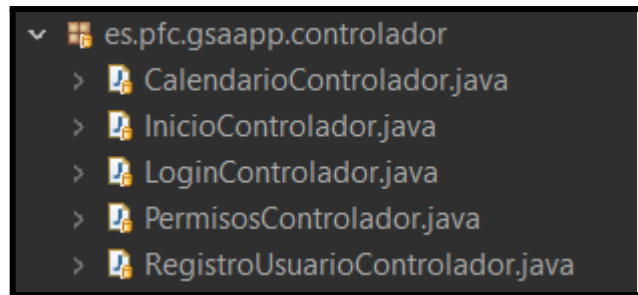 es.pfc.gsaapp.controlador
CalendarioControlador.java
InicioControlador.java
LoginControlador.java
PermisosControlador.java
RegistroUsuarioControlador.java